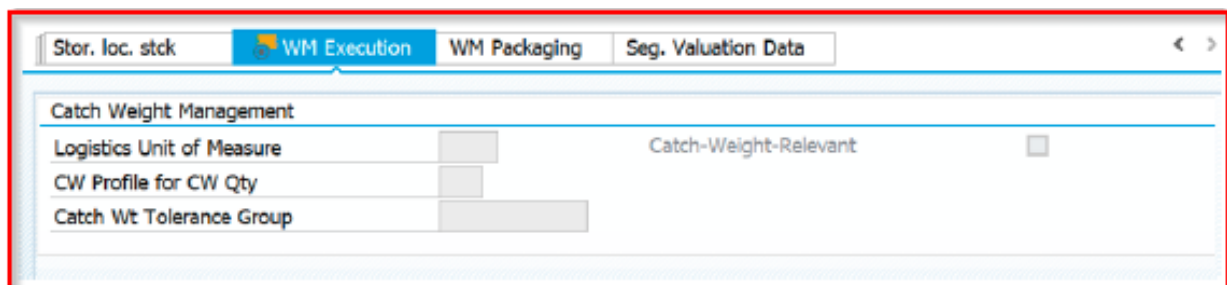 Stor. loc. stck WM Execution WM Packaging Seg. Valuation Data
Catch Weight Management
Logistics Unit of Measure Catch-Weight-Relevant
CW Profile for CW Qty
Catch Wt Tolerance Group